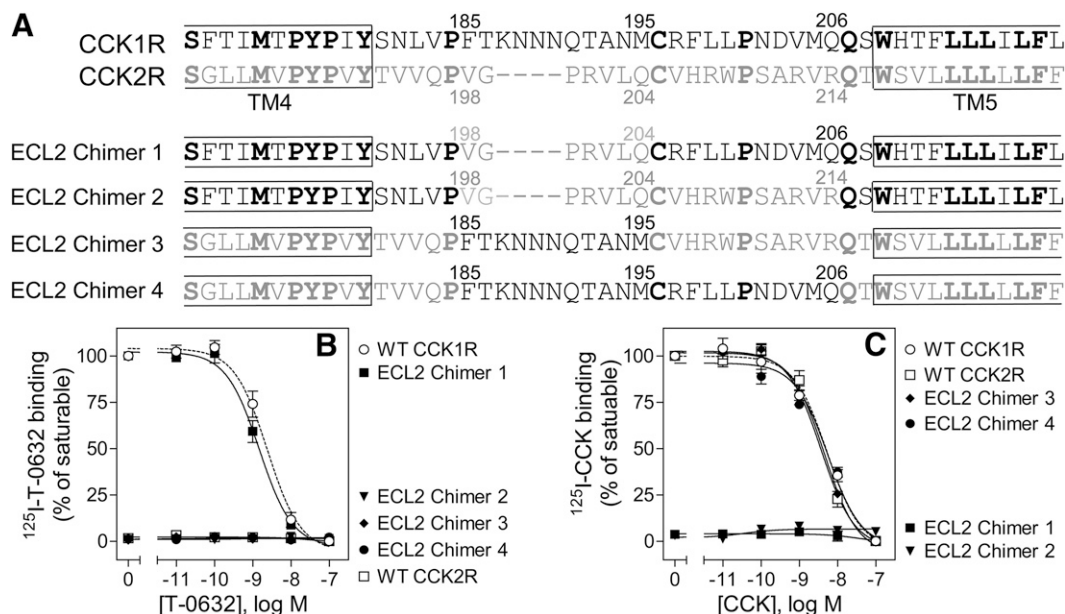 A
185 195 206
CCK1R SFTIMTPYPIYSNLVPFTKNNNQTANMCRFLLPNDVMQQSWHTFLLLILFL
CCK2R SGLLMVPYPVYTVVQPVG----PRVLQCVHRWPSARVRQTWSVLLLLLLFF
TM4 198 204 214 TM5
198 204 206
ECL2 Chimer 1 SFTIMTPYPIYSNLVPVG----PRVLQCRFLLPNDVMQQSWHTFLLLILFL
198 204 214
ECL2 Chimer 2 SFTIMTPYPIYSNLVPVG----PRVLQCVHRWPSARVRQSWHTFLLLILFL
185 195
ECL2 Chimer 3 SGLLMVPYPVYTVVQPFTKNNNQTANMCVHRWPSARVRQTWSVLLLLLLFF
185 195 206
ECL2 Chimer 4 SGLLMVPYPVYTVVQPFTKNNNQTANMCRFLLPNDVMQQTWSVLLLLLLFF
B
125I-T-0632 binding
(% of saturable)
100
75
50
25
0
0 -11 -10 -9 -8 -7
[T-0632], log M
WT CCK1R
ECL2 Chimer 1
ECL2 Chimer 2
ECL2 Chimer 3
ECL2 Chimer 4
WT CCK2R
C
125I-CCK binding
(% of satuable)
100
75
50
25
0
0 -11 -10 -9 -8 -7
[CCK], log M
WT CCK1R
WT CCK2R
ECL2 Chimer 3
ECL2 Chimer 4
ECL2 Chimer 1
ECL2 Chimer 2